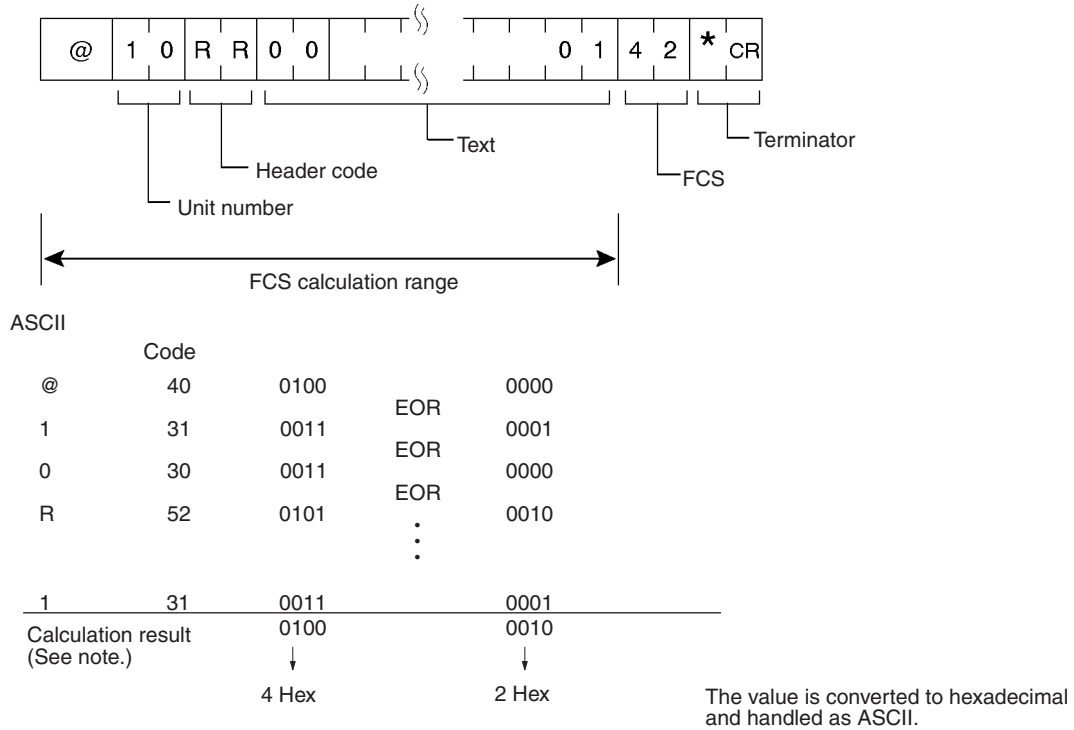 @ 1 0 R R 0 0 0 1 4 2 * CR
Text
Terminator
Header code
FCS
Unit number
FCS calculation range
ASCII
Code
@ 40 0100 0000
EOR
1 31 0011 0001
EOR
0 30 0011 0000
EOR
R 52 0101 0010
1 31 0011 0001
Calculation result 0100 0010
(See note.)
4 Hex 2 Hex
The value is converted to hexadecimal
and handled as ASCII.